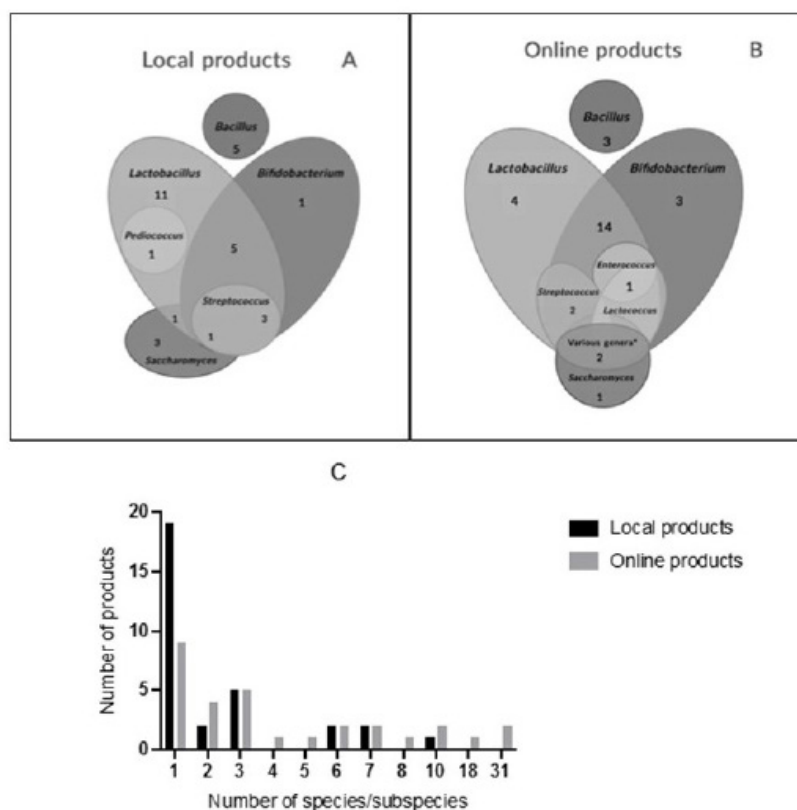 Local products A
Bacillus
5
Lactobacillus Bifidobacterium
11 1
Pediococcus
1
5
Streptococcus
3
1
1
3
Saccharomyces
Online products B
Bacillus
3
Lactobacillus Bifidobacterium
4 3
14
Enterococcus
1
Streptococcus
2
Lactococcus
Various genera*
2
Saccharomyces
1
C
20
15
10
5
0
Number of products
1 2 3 4 5 6 7 8 10 18 31
Number of species/subspecies
Local products
Online products